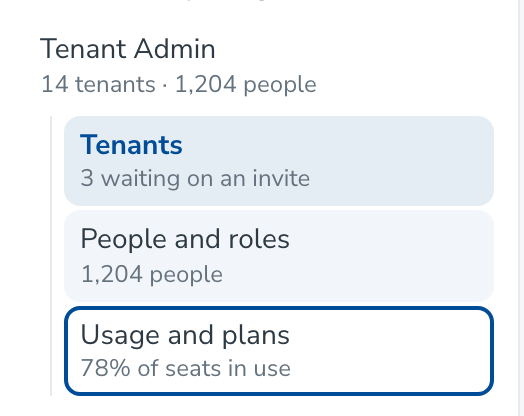 Tenant Admin
14 tenants · 1,204 people
Tenants
3 waiting on an invite
People and roles
1,204 people
Usage and plans
78% of seats in use